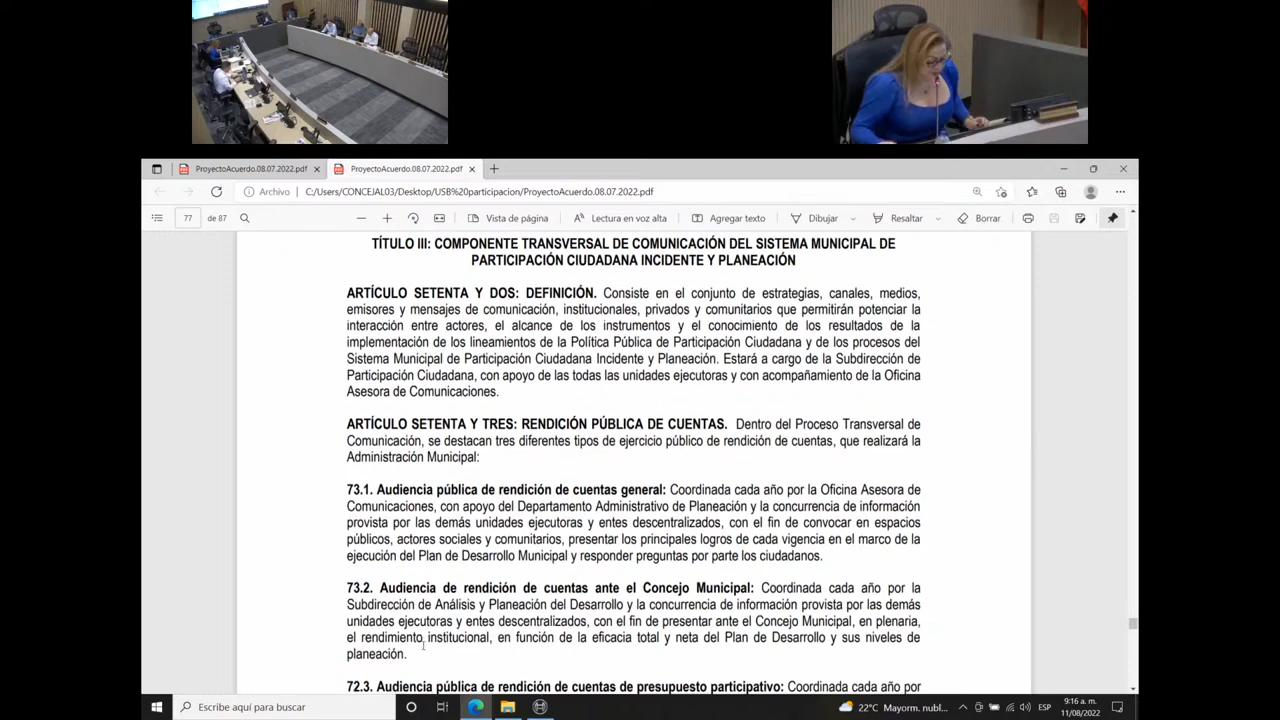 ProyectoAcuerdo.08.07.2022.pdf
ProyectoAcuerdo.08.07.2022.pdf
Archivo C:/Users/CONCEJAL03/Desktop/USB%20participacion/ProyectoAcuerdo.08.07.2022.pdf
77 de 87 Vista de página Lectura en voz alta Agregar texto Dibujar Resaltar Borrar
TÍTULO III: COMPONENTE TRANSVERSAL DE COMUNICACIÓN DEL SISTEMA MUNICIPAL DE
PARTICIPACIÓN CIUDADANA INCIDENTE Y PLANEACIÓN
ARTÍCULO SETENTA Y DOS: DEFINICIÓN. Consiste en el conjunto de estrategias, canales, medios,
emisores y mensajes de comunicación, institucionales, privados y comunitarios que permitirán potenciar la
interacción entre actores, el alcance de los instrumentos y el conocimiento de los resultados de la
implementación de los lineamientos de la Política Pública de Participación Ciudadana y de los procesos del
Sistema Municipal de Participación Ciudadana Incidente y Planeación. Estará a cargo de la Subdirección de
Participación Ciudadana, con apoyo de las todas las unidades ejecutoras y con acompañamiento de la Oficina
Asesora de Comunicaciones.
ARTÍCULO SETENTA Y TRES: RENDICIÓN PÚBLICA DE CUENTAS. Dentro del Proceso Transversal de
Comunicación, se destacan tres diferentes tipos de ejercicio público de rendición de cuentas, que realizará la
Administración Municipal:
73.1. Audiencia pública de rendición de cuentas general: Coordinada cada año por la Oficina Asesora de
Comunicaciones, con apoyo del Departamento Administrativo de Planeación y la concurrencia de información
provista por las demás unidades ejecutoras y entes descentralizados, con el fin de convocar en espacios
públicos, actores sociales y comunitarios, presentar los principales logros de cada vigencia en el marco de la
ejecución del Plan de Desarrollo Municipal y responder preguntas por parte los ciudadanos.
73.2. Audiencia de rendición de cuentas ante el Concejo Municipal: Coordinada cada año por la
Subdirección de Análisis y Planeación del Desarrollo y la concurrencia de información provista por las demás
unidades ejecutoras y entes descentralizados, con el fin de presentar ante el Concejo Municipal, en plenaria,
el rendimiento institucional, en función de la eficacia total y neta del Plan de Desarrollo y sus niveles de
planeación.
72.3. Audiencia pública de rendición de cuentas de presupuesto participativo: Coordinada cada año por
Escribe aquí para buscar
22°C Mayorm. nubl...
ESP
9:16 a. m.
11/08/2022